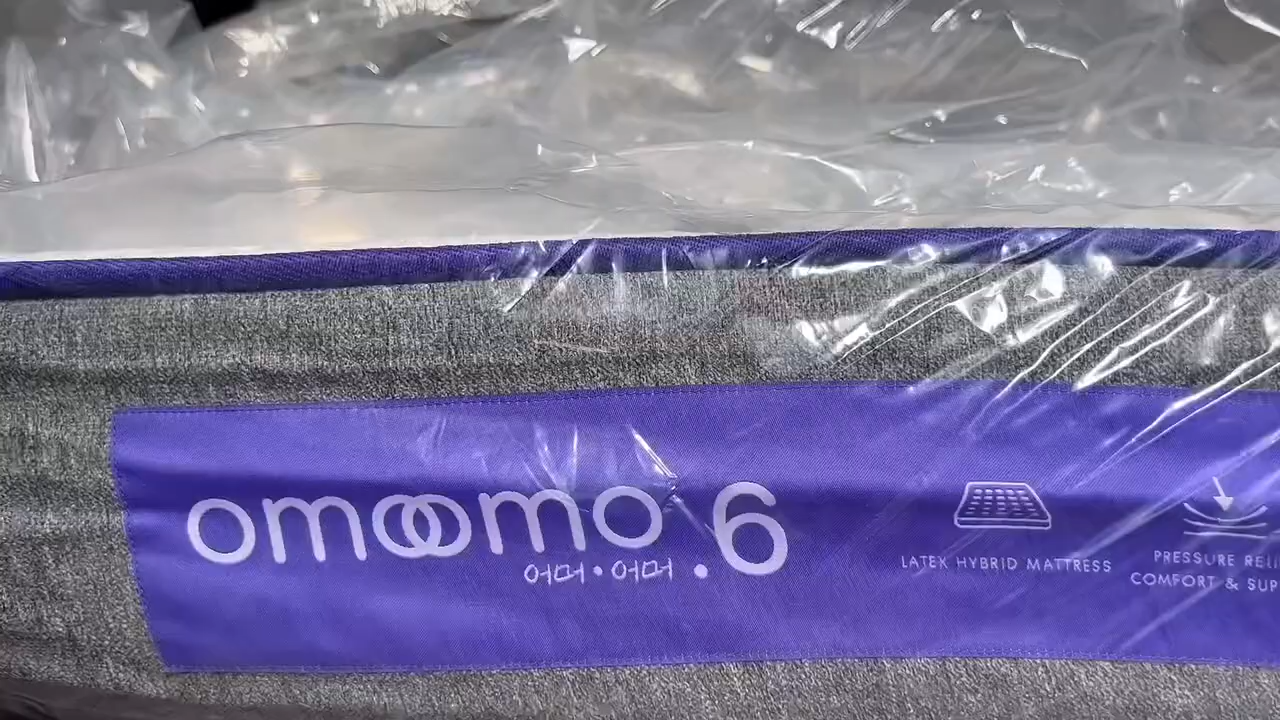 omoomo .6
어머•어머
LATEX HYBRID MATTRESS
PRESSURE
COMFORT &